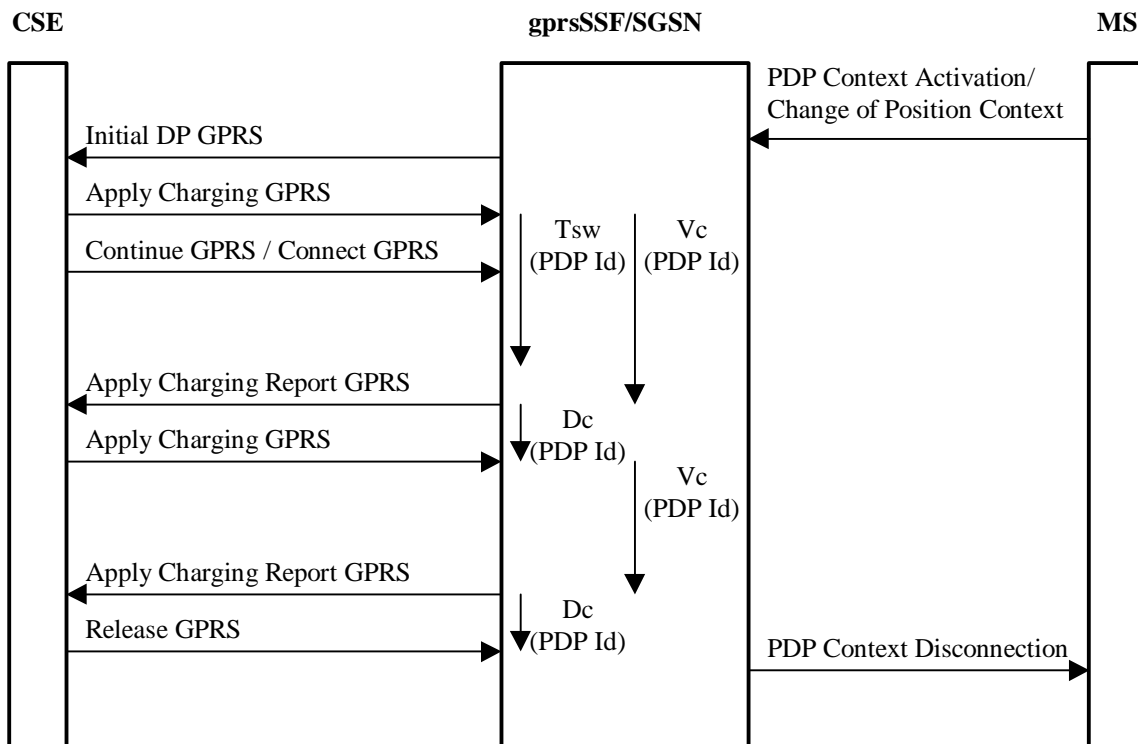 CSE
gprsSSF/SGSN
MS
PDP Context Activation/
Change of Position Context
Initial DP GPRS
Apply Charging GPRS
Tsw
(PDP Id)
Vc
(PDP Id)
Continue GPRS / Connect GPRS
Apply Charging Report GPRS
Dc
(PDP Id)
Apply Charging GPRS
Vc
(PDP Id)
Apply Charging Report GPRS
Dc
(PDP Id)
Release GPRS
PDP Context Disconnection